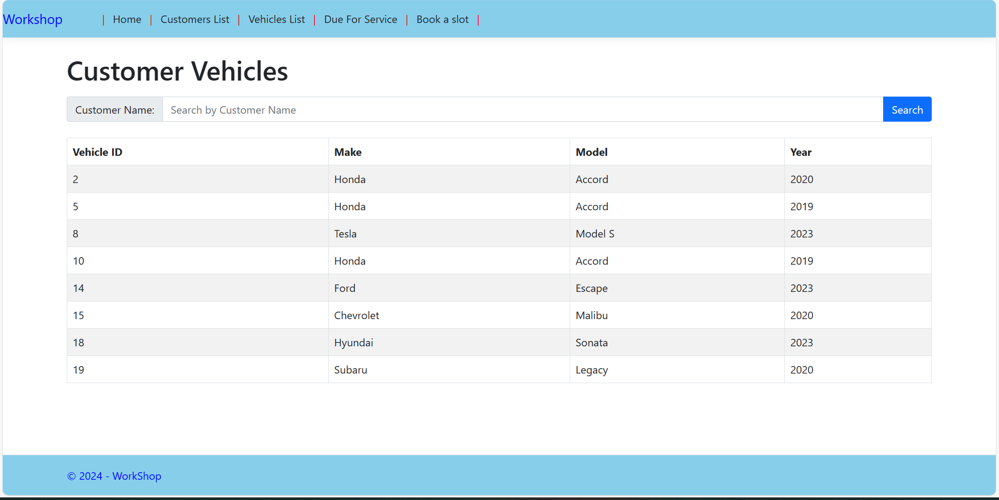 Workshop | Home | Customers List | Vehicles List | Due For Service | Book a slot |
Customer Vehicles
Customer Name: Search by Customer Name Search
Vehicle ID Make Model Year
2 Honda Accord 2020
5 Honda Accord 2019
8 Tesla Model S 2023
10 Honda Accord 2019
14 Ford Escape 2023
15 Chevrolet Malibu 2020
18 Hyundai Sonata 2023
19 Subaru Legacy 2020
© 2024 - WorkShop